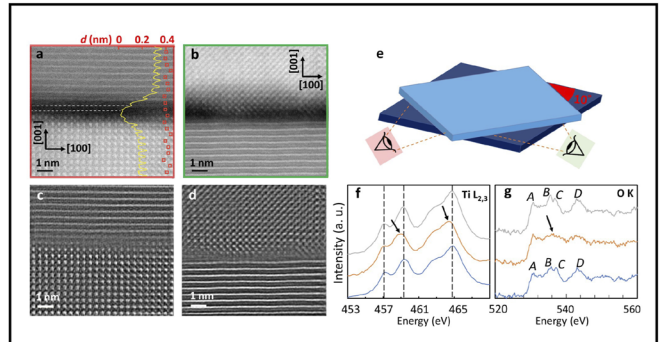 d (nm) 0 0.2 0.4
a
[001]
[100]
1 nm
b
[001]
[100]
1 nm
c
1 nm
d
1 nm
e
10°
f
Ti L2,3
Intensity (a. u.)
453 457 461 465
Energy (eV)
g
O K
A B C D
A B C D
520 540 560
Energy (eV)